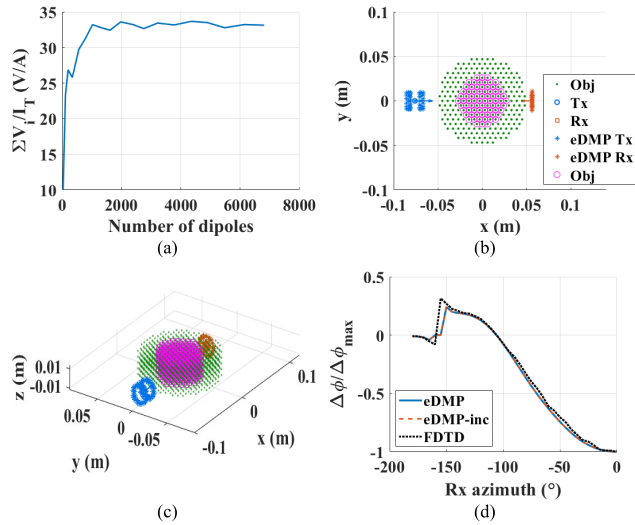 ΣV_i/I_T (V/A)
40
35
30
25
20
15
10
0 2000 4000 6000 8000
Number of dipoles
(a)
y (m)
0.1
0.05
0
-0.05
-0.1
-0.1 -0.05 0 0.05 0.1
x (m)
Obj
Tx
Rx
eDMP Tx
eDMP Rx
Obj
(b)
z (m)
0.01
-0.01
0.05
0
-0.05
y (m)
-0.1
0
0.1
x (m)
(c)
Δϕ/Δϕ_max
0.5
0
-0.5
-1
-200 -150 -100 -50 0
Rx azimuth (°)
eDMP
eDMP-inc
FDTD
(d)